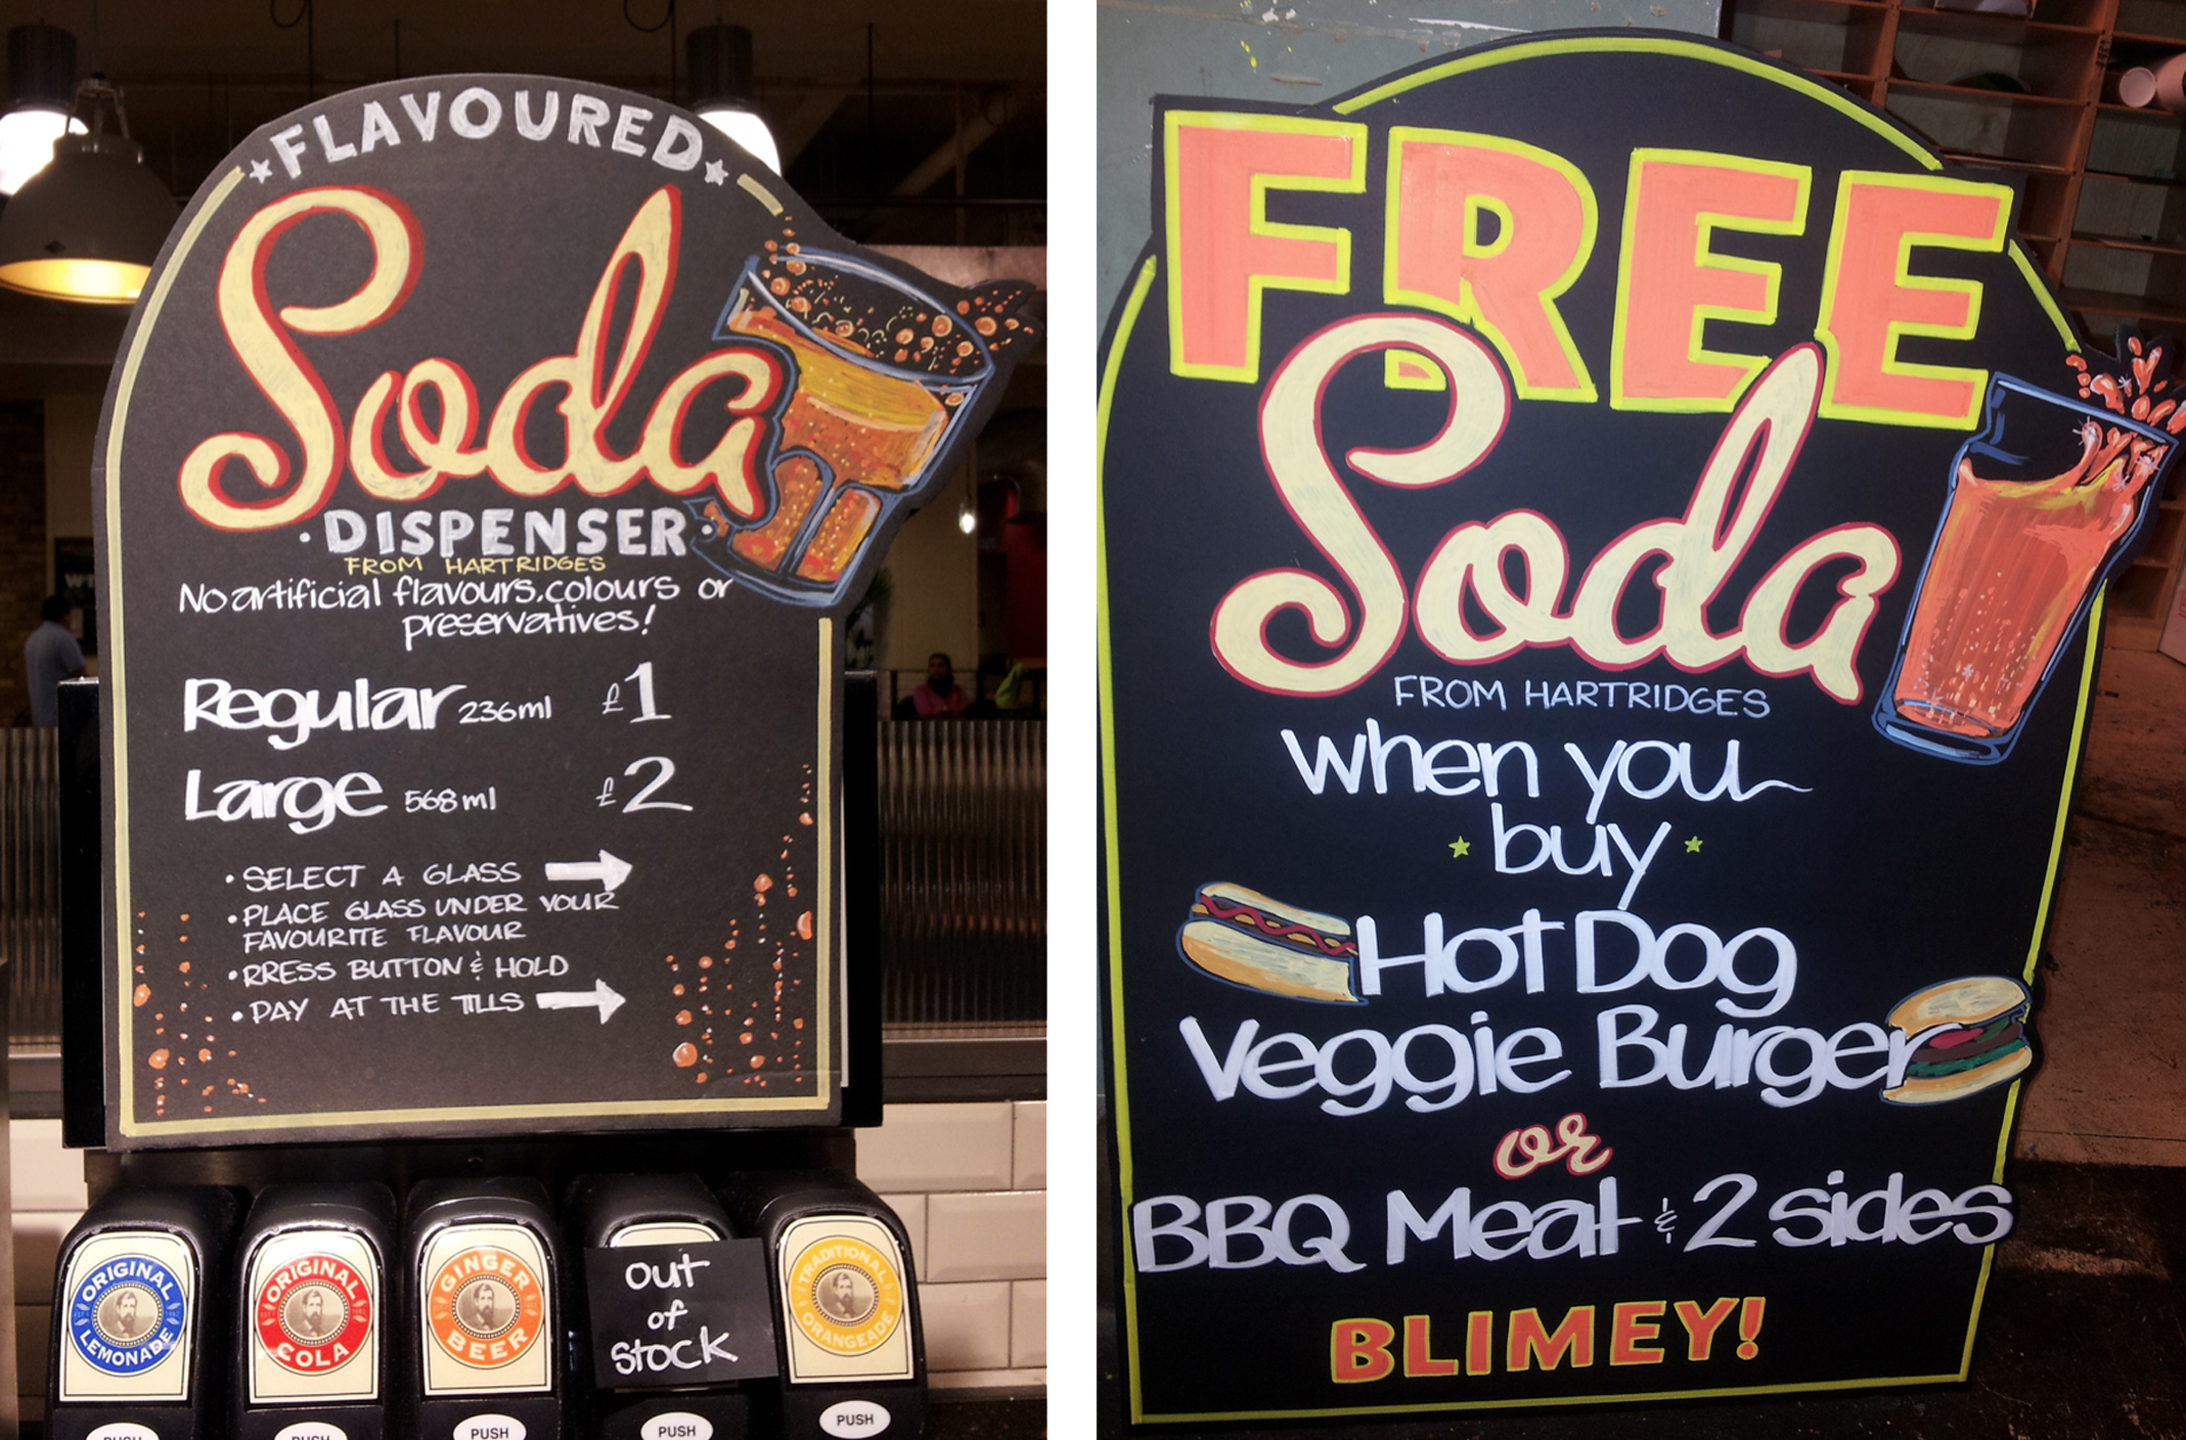 ★FLAVOURED★
Soda
·DISPENSER·
FROM HARTRIDGES
No artificial flavours, colours or
preservatives!
Regular 236ml £1
Large 568ml £2
• SELECT A GLASS
• PLACE GLASS UNDER YOUR
FAVOURITE FLAVOUR
• RRESS BUTTON & HOLD
• PAY AT THE TILLS
ORIGINAL
LEMONADE
PUSH
ORIGINAL
COLA
PUSH
GINGER
BEER
PUSH
out
of
stock
PUSH
TRADITIONAL
ORANGEADE
PUSH
FREE
Soda
FROM HARTRIDGES
when you
buy
Hot Dog
Veggie Burger
or
BBQ Meat & 2 sides
BLIMEY!